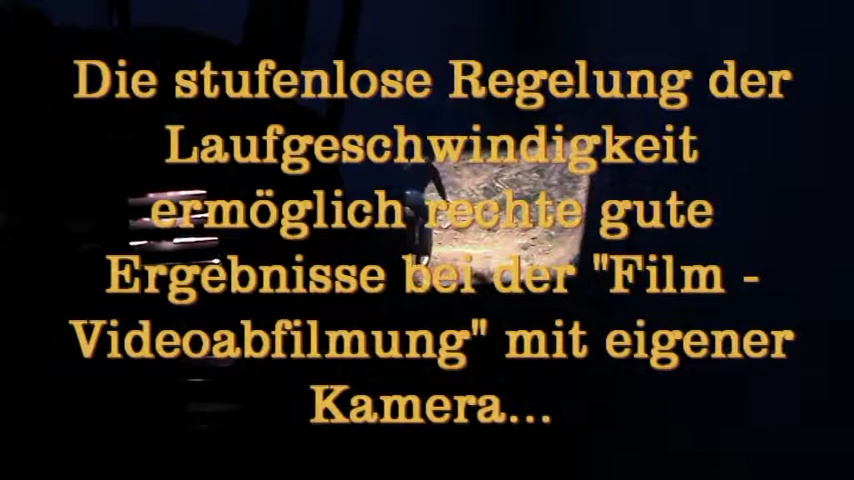 Die stufenlose Regelung der
Laufgeschwindigkeit
ermöglich rechte gute
Ergebnisse bei der "Film -
Videoabfilmung" mit eigener
Kamera...